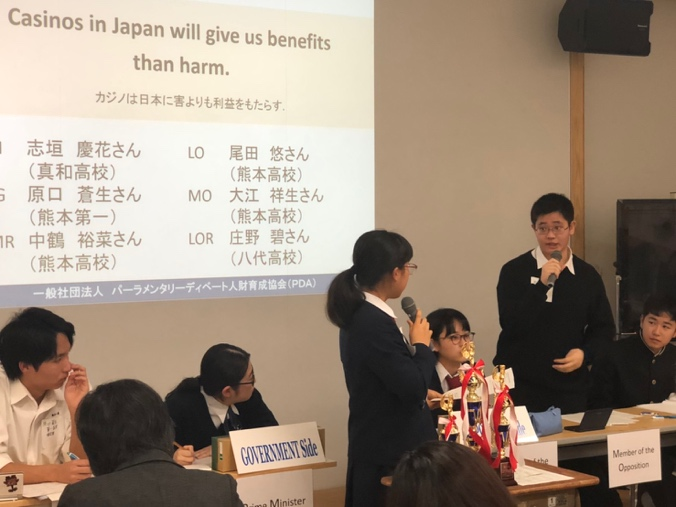 Casinos in Japan will give us benefits
than harm.
カジノは日本に害よりも利益をもたらす.
志垣 慶花さん
(真和高校)
原口 蒼生さん
(熊本第一)
MR 中鶴 裕菜さん
(熊本高校)
LO 尾田 悠さん
(熊本高校)
MO 大江 祥生さん
(熊本高校)
LOR 庄野 碧さん
(八代高校)
一般社団法人 パーラメンタリーディベート人財育成協会(PDA)
GOVERNMENT Side
Prime Minister
of the
Member of the
Opposition